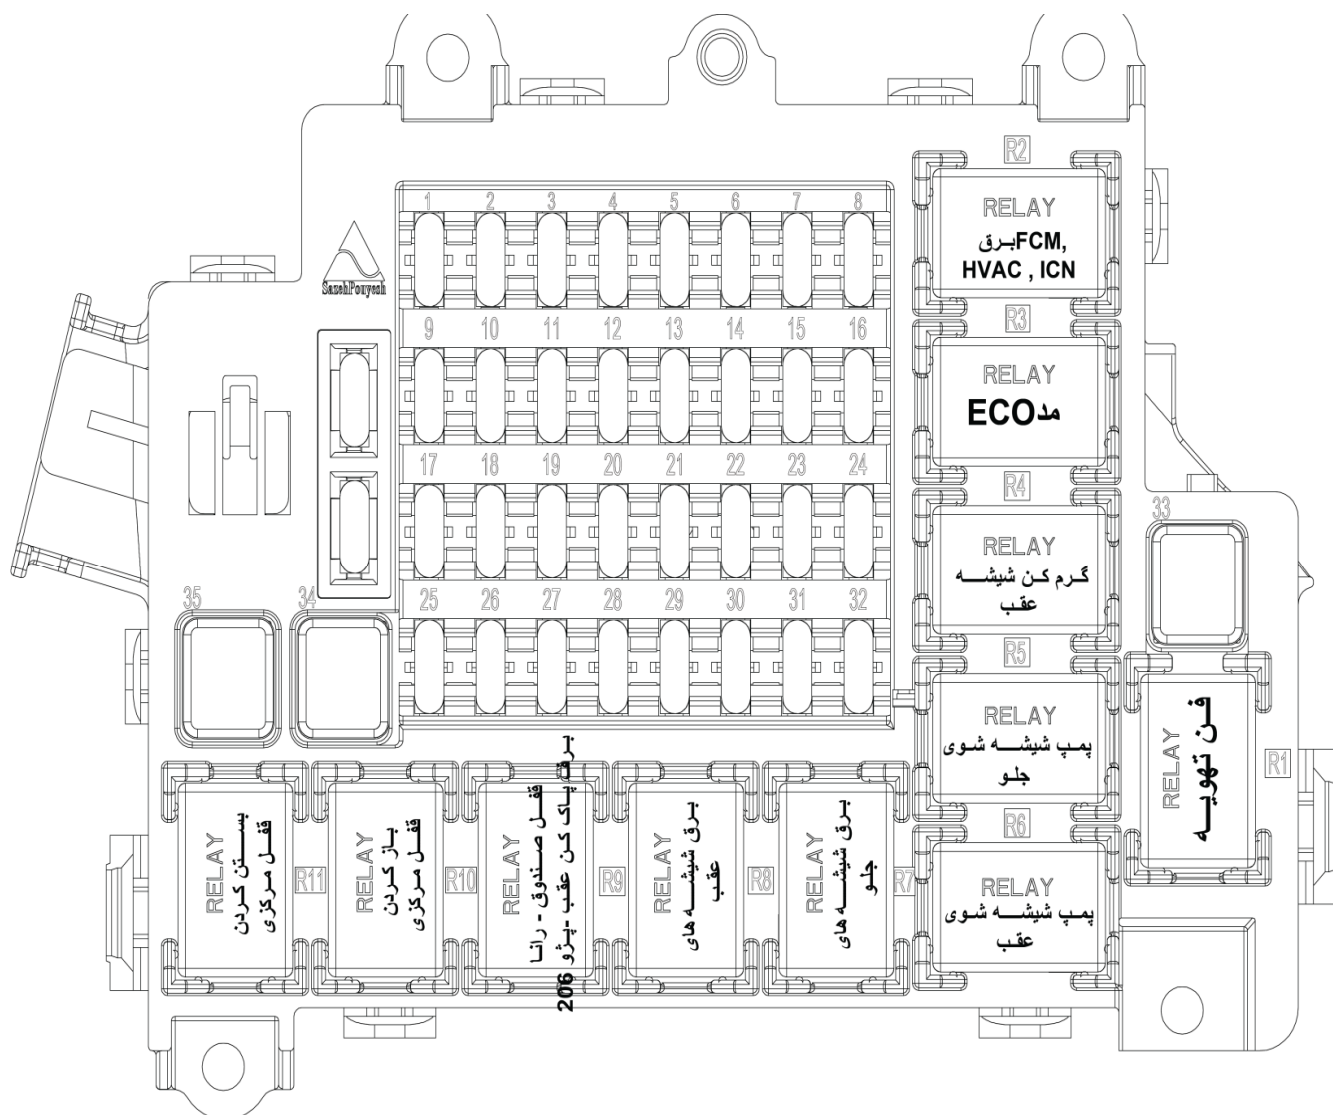 R2
RELAY
برق FCM,
HVAC , ICN
1 2 3 4 5 6 7 8
SazehPouyesh
R3
9 10 11 12 13 14 15 16
RELAY
مد ECO
17 18 19 20 21 22 23 24
R4
33
RELAY
گرم کن شیشه
عقب
35 34
25 26 27 28 29 30 31 32
R5
RELAY
پمپ شیشه شوی
جلو
RELAY
فن تهویه
R1
R6
RELAY
پمپ شیشه شوی
عقب
RELAY
بستن کردن
قفل مرکزی
R11
RELAY
باز کردن
قفل مرکزی
R10
RELAY
قفل صندوق - رانا
برف پاک کن عقب -پژو 206
R9
RELAY
برق شیشه های
عقب
R8
RELAY
برق شیشه های
جلو
R7